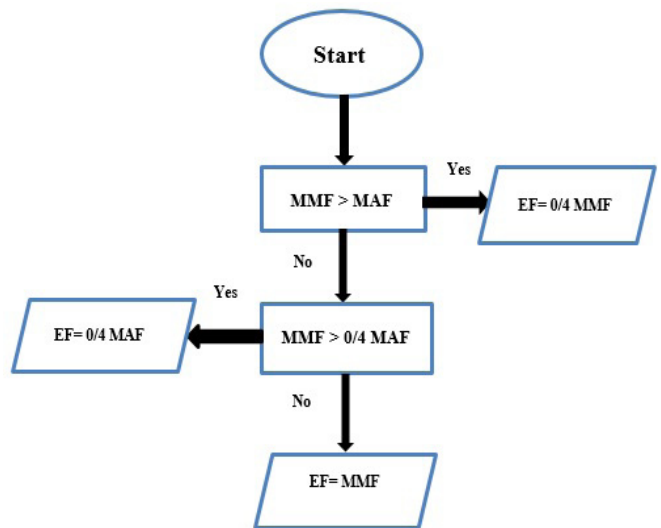 Start
MMF > MAF
Yes
EF= 0/4 MMF
No
Yes
EF= 0/4 MAF
MMF > 0/4 MAF
No
EF= MMF